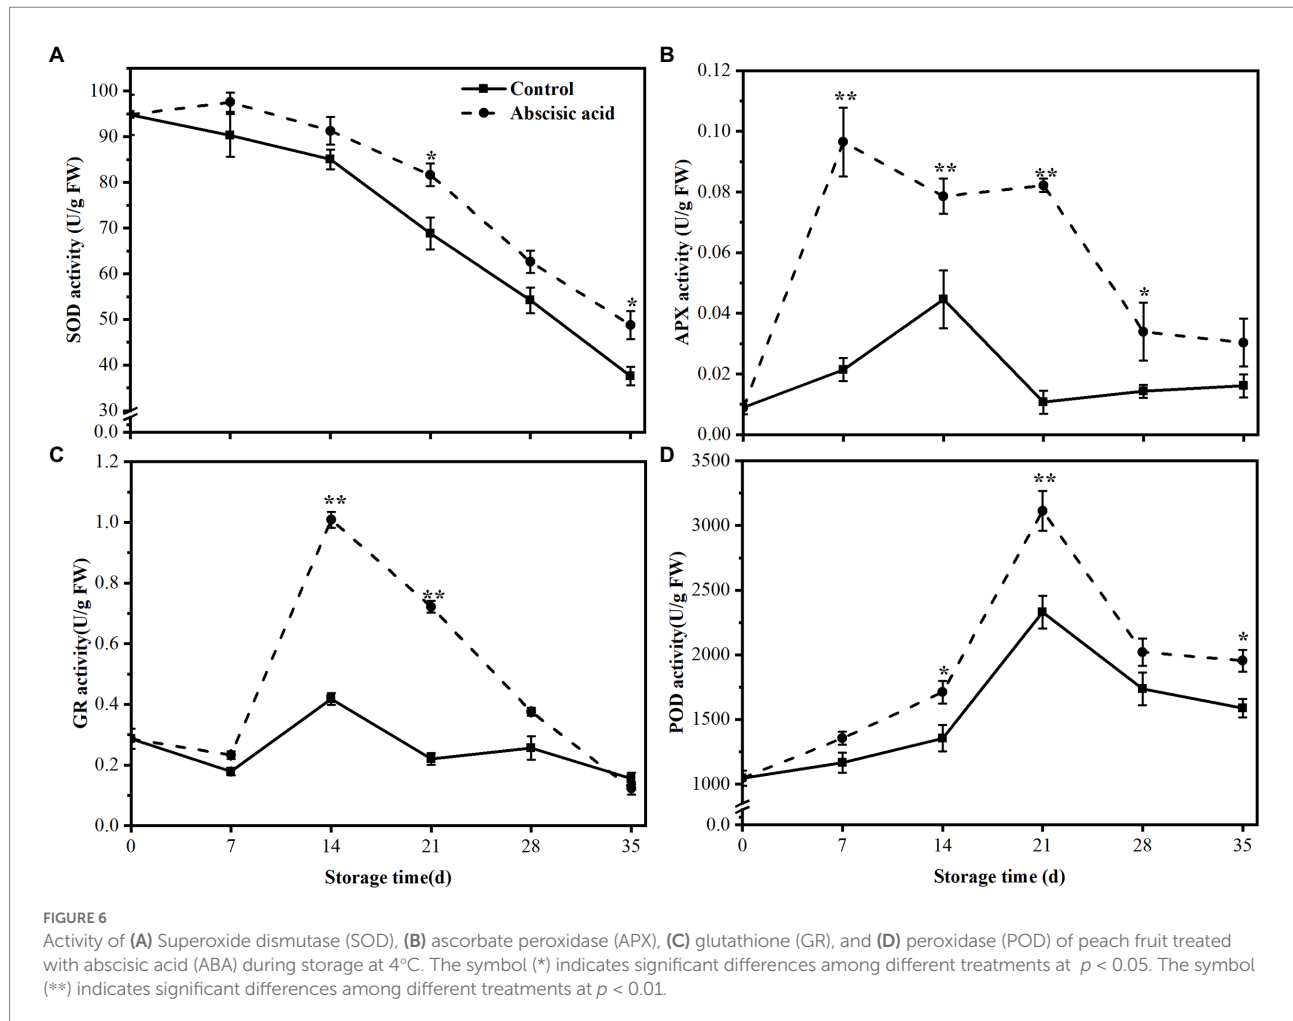 A
B
100
90
80
70
60
50
40
30
0.0
SOD activity (U/g FW)
Control
Abscisic acid
*
*
0.12
0.10
0.08
0.06
0.04
0.02
0.00
APX activity (U/g FW)
**
**
**
*
C
D
1.2
1.0
0.8
0.6
0.4
0.2
0.0
GR activity(U/g FW)
**
**
0 7 14 21 28 35
Storage time(d)
3500
3000
2500
2000
1500
1000
0.0
POD activity(U/g FW)
*
**
*
0 7 14 21 28 35
Storage time (d)
FIGURE 6
Activity of (A) Superoxide dismutase (SOD), (B) ascorbate peroxidase (APX), (C) glutathione (GR), and (D) peroxidase (POD) of peach fruit treated
with abscisic acid (ABA) during storage at 4°C. The symbol (*) indicates significant differences among different treatments at p < 0.05. The symbol
(**) indicates significant differences among different treatments at p < 0.01.